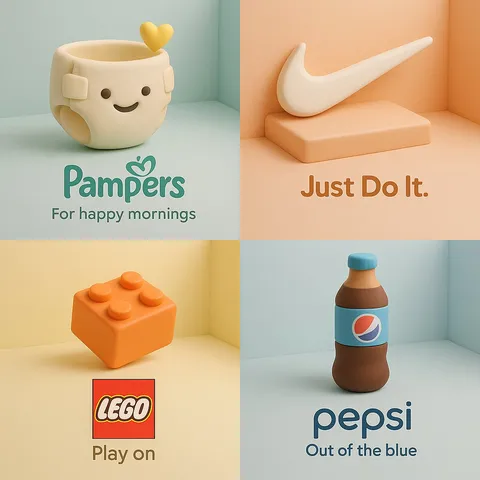 Pampers
For happy mornings
Just Do It.
LEGO
Play on
pepsi
Out of the blue